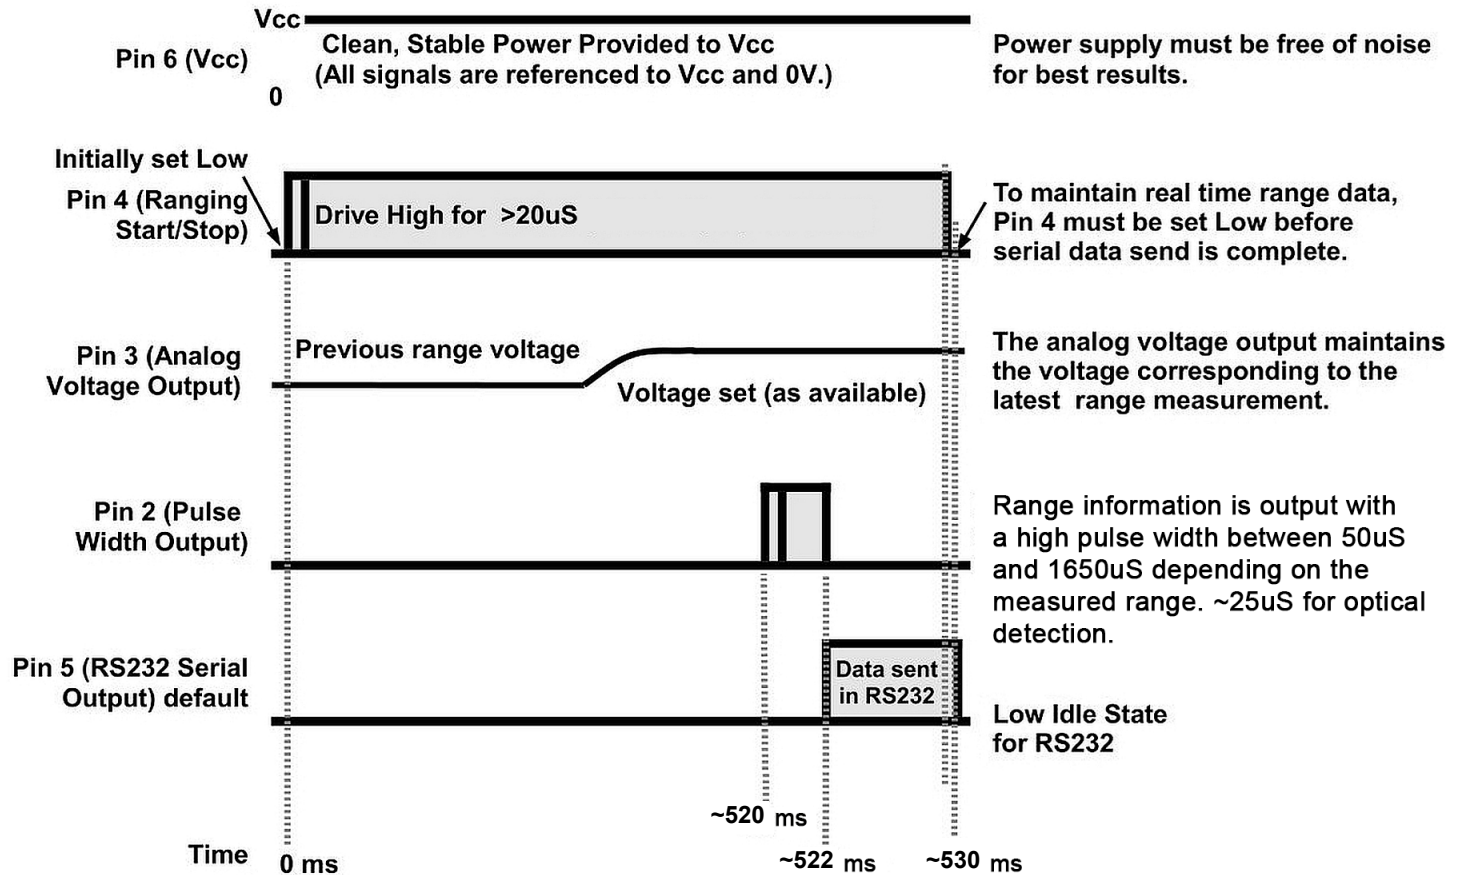 Vcc
Pin 6 (Vcc)
0
Clean, Stable Power Provided to Vcc
(All signals are referenced to Vcc and 0V.)
Power supply must be free of noise
for best results.
Initially set Low
Pin 4 (Ranging
Start/Stop)
Drive High for >20uS
To maintain real time range data,
Pin 4 must be set Low before
serial data send is complete.
Pin 3 (Analog
Voltage Output)
Previous range voltage
Voltage set (as available)
The analog voltage output maintains
the voltage corresponding to the
latest range measurement.
Pin 2 (Pulse
Width Output)
Range information is output with
a high pulse width between 50uS
and 1650uS depending on the
measured range. ~25uS for optical
detection.
Pin 5 (RS232 Serial
Output) default
Data sent
in RS232
Low Idle State
for RS232
~520 ms
Time
0 ms
~522 ms
~530 ms